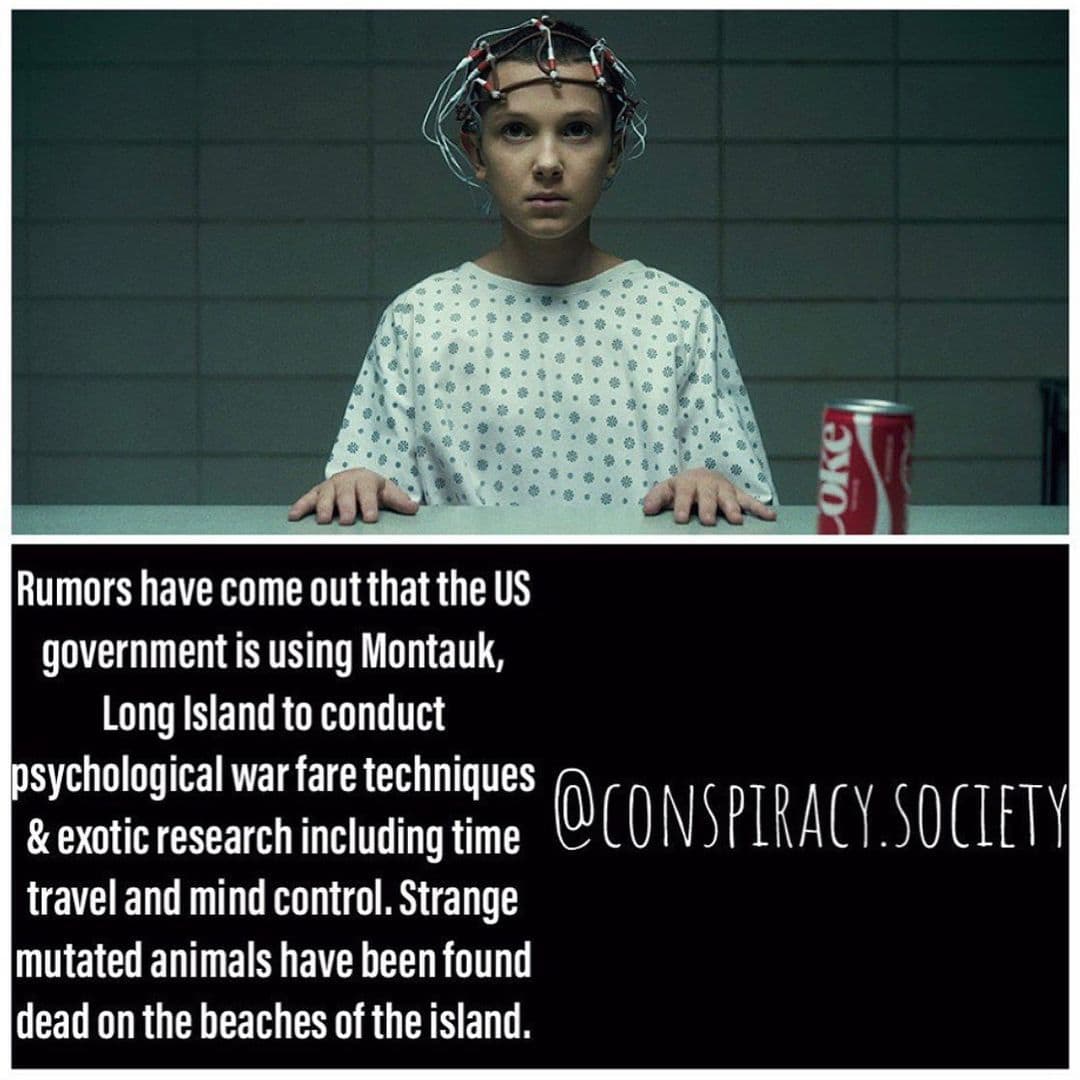 oke
Rumors have come out that the US
government is using Montauk,
Long Island to conduct
psychological war fare techniques
& exotic research including time
travel and mind control. Strange
mutated animals have been found
dead on the beaches of the island.
@CONSPIRACY.SOCIETY